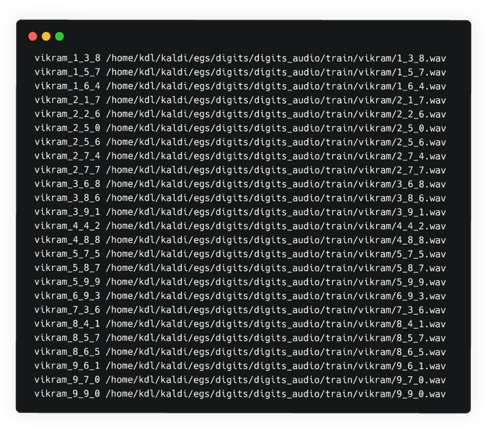 vikram_1_3_8 /home/kdl/kaldi/egs/digits/digits_audio/train/vikram/1_3_8.wav
vikram_1_5_7 /home/kdl/kaldi/egs/digits/digits_audio/train/vikram/1_5_7.wav
vikram_1_6_4 /home/kdl/kaldi/egs/digits/digits_audio/train/vikram/1_6_4.wav
vikram_2_1_7 /home/kdl/kaldi/egs/digits/digits_audio/train/vikram/2_1_7.wav
vikram_2_2_6 /home/kdl/kaldi/egs/digits/digits_audio/train/vikram/2_2_6.wav
vikram_2_5_0 /home/kdl/kaldi/egs/digits/digits_audio/train/vikram/2_5_0.wav
vikram_2_5_6 /home/kdl/kaldi/egs/digits/digits_audio/train/vikram/2_5_6.wav
vikram_2_7_4 /home/kdl/kaldi/egs/digits/digits_audio/train/vikram/2_7_4.wav
vikram_2_7_7 /home/kdl/kaldi/egs/digits/digits_audio/train/vikram/2_7_7.wav
vikram_3_6_8 /home/kdl/kaldi/egs/digits/digits_audio/train/vikram/3_6_8.wav
vikram_3_8_6 /home/kdl/kaldi/egs/digits/digits_audio/train/vikram/3_8_6.wav
vikram_3_9_1 /home/kdl/kaldi/egs/digits/digits_audio/train/vikram/3_9_1.wav
vikram_4_4_2 /home/kdl/kaldi/egs/digits/digits_audio/train/vikram/4_4_2.wav
vikram_4_8_8 /home/kdl/kaldi/egs/digits/digits_audio/train/vikram/4_8_8.wav
vikram_5_7_5 /home/kdl/kaldi/egs/digits/digits_audio/train/vikram/5_7_5.wav
vikram_5_8_7 /home/kdl/kaldi/egs/digits/digits_audio/train/vikram/5_8_7.wav
vikram_5_9_9 /home/kdl/kaldi/egs/digits/digits_audio/train/vikram/5_9_9.wav
vikram_6_9_3 /home/kdl/kaldi/egs/digits/digits_audio/train/vikram/6_9_3.wav
vikram_7_3_6 /home/kdl/kaldi/egs/digits/digits_audio/train/vikram/7_3_6.wav
vikram_8_4_1 /home/kdl/kaldi/egs/digits/digits_audio/train/vikram/8_4_1.wav
vikram_8_5_7 /home/kdl/kaldi/egs/digits/digits_audio/train/vikram/8_5_7.wav
vikram_8_6_5 /home/kdl/kaldi/egs/digits/digits_audio/train/vikram/8_6_5.wav
vikram_9_6_1 /home/kdl/kaldi/egs/digits/digits_audio/train/vikram/9_6_1.wav
vikram_9_7_0 /home/kdl/kaldi/egs/digits/digits_audio/train/vikram/9_7_0.wav
vikram_9_9_0 /home/kdl/kaldi/egs/digits/digits_audio/train/vikram/9_9_0.wav